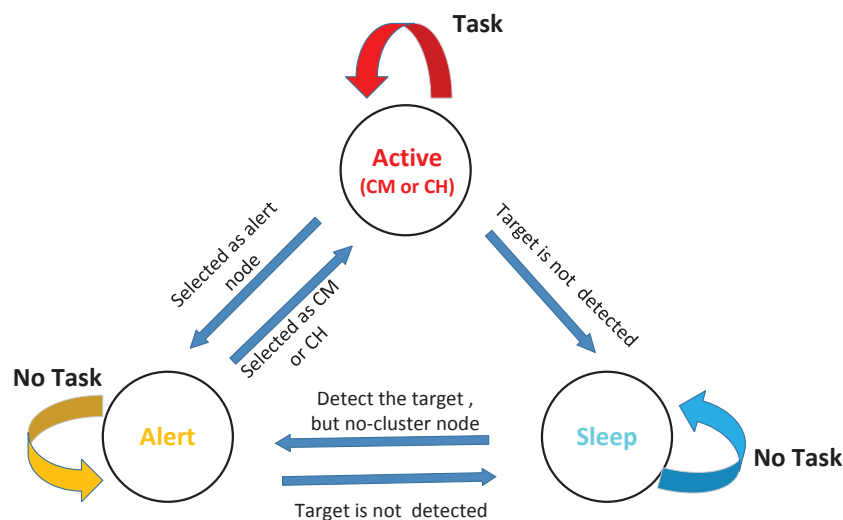 Task
Active
(CM or CH)
Selected as alert
node
Selected as CM
or CH
Target is not detected
No Task
Alert
Detect the target ,
but no-cluster node
Sleep
No Task
Target is not detected